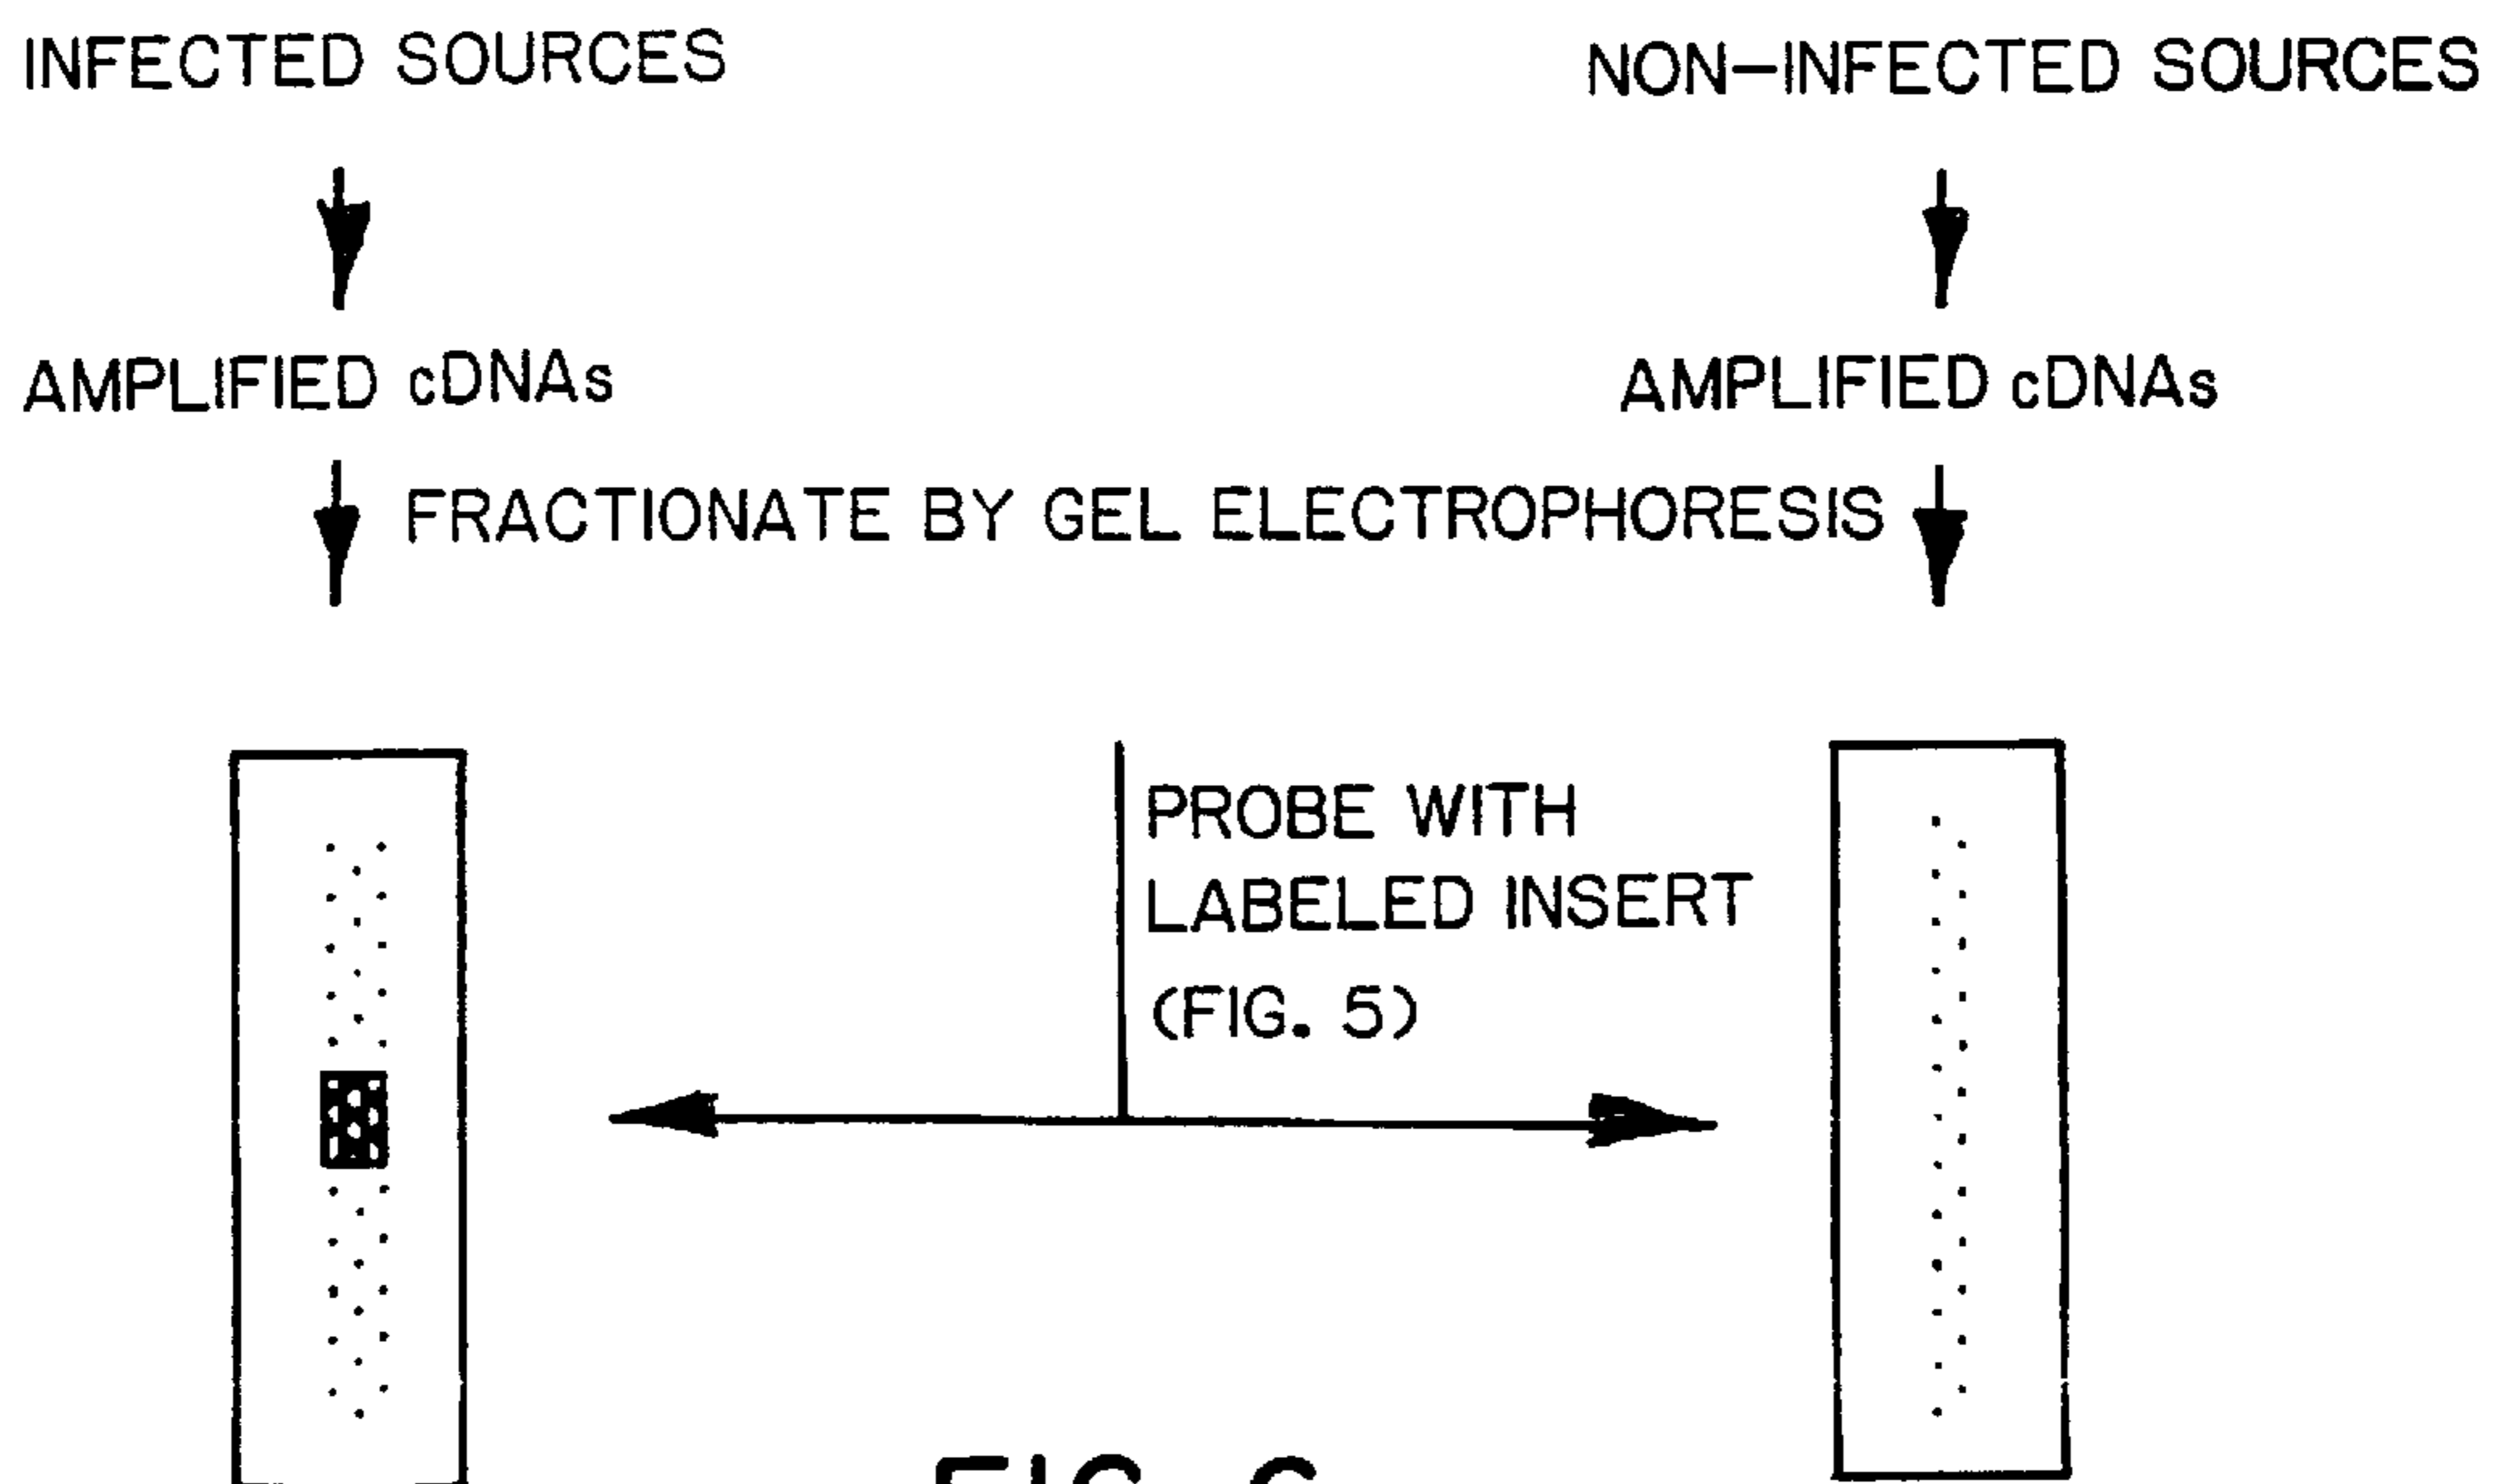 INFECTED SOURCES
NON-INFECTED SOURCES
AMPLIFIED cDNAs
AMPLIFIED cDNAs
FRACTIONATE BY GEL ELECTROPHORESIS
PROBE WITH
LABELED INSERT
(FIG. 5)